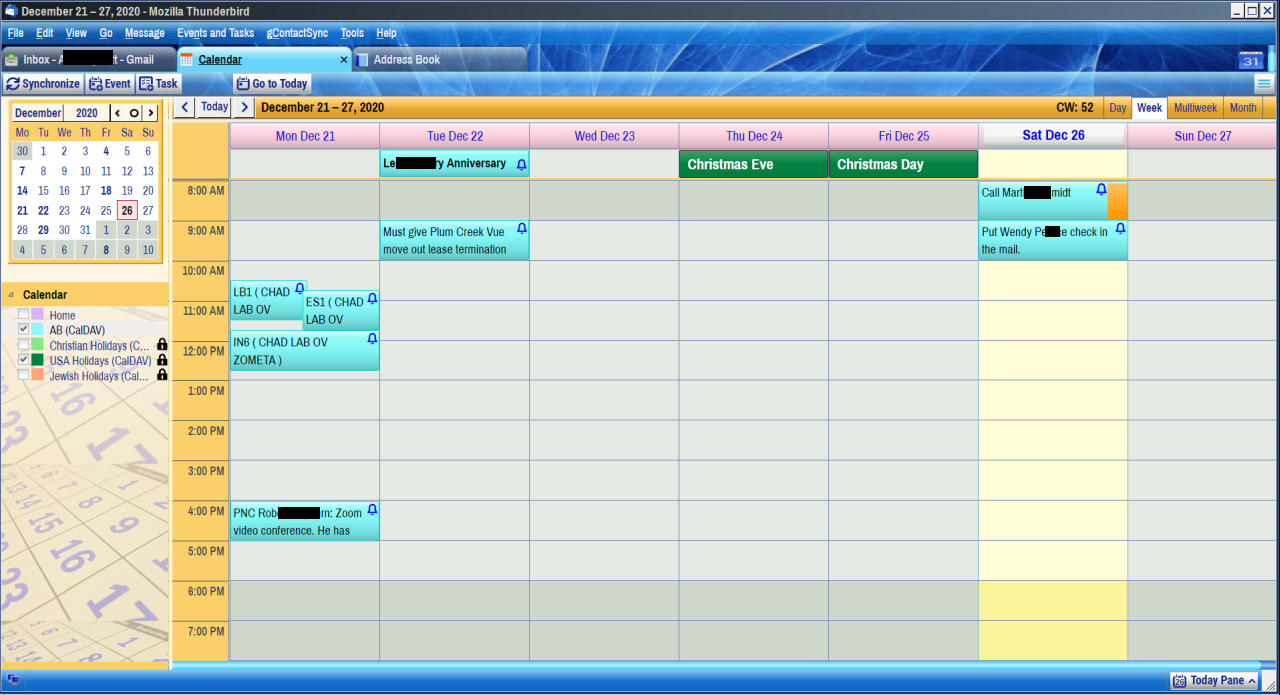 December 21 – 27, 2020 - Mozilla Thunderbird
File Edit View Go Message Events and Tasks gContactSync Tools Help
Inbox - A t - Gmail
Calendar
Address Book
31
Synchronize Event Task Go to Today
December 2020
Mo Tu We Th Fr Sa Su
30 1 2 3 4 5 6
7 8 9 10 11 12 13
14 15 16 17 18 19 20
21 22 23 24 25 26 27
28 29 30 31 1 2 3
4 5 6 7 8 9 10
Calendar
Home
AB (CalDAV)
Christian Holidays (C...
USA Holidays (CalDAV)
Jewish Holidays (Cal...
Today December 21 – 27, 2020 CW: 52 Day Week Multiweek Month
Mon Dec 21 Tue Dec 22 Wed Dec 23 Thu Dec 24 Fri Dec 25 Sat Dec 26 Sun Dec 27
Le y Anniversary
Christmas Eve
Christmas Day
8:00 AM
Call Mart midt
9:00 AM
Must give Plum Creek Vue
move out lease termination
Put Wendy Pe e check in
the mail.
10:00 AM
LB1 ( CHAD
LAB OV
11:00 AM
ES1 ( CHAD
LAB OV
12:00 PM
IN6 ( CHAD LAB OV
ZOMETA )
1:00 PM
2:00 PM
3:00 PM
4:00 PM
PNC Rob rn: Zoom
video conference. He has
5:00 PM
6:00 PM
7:00 PM
26 Today Pane